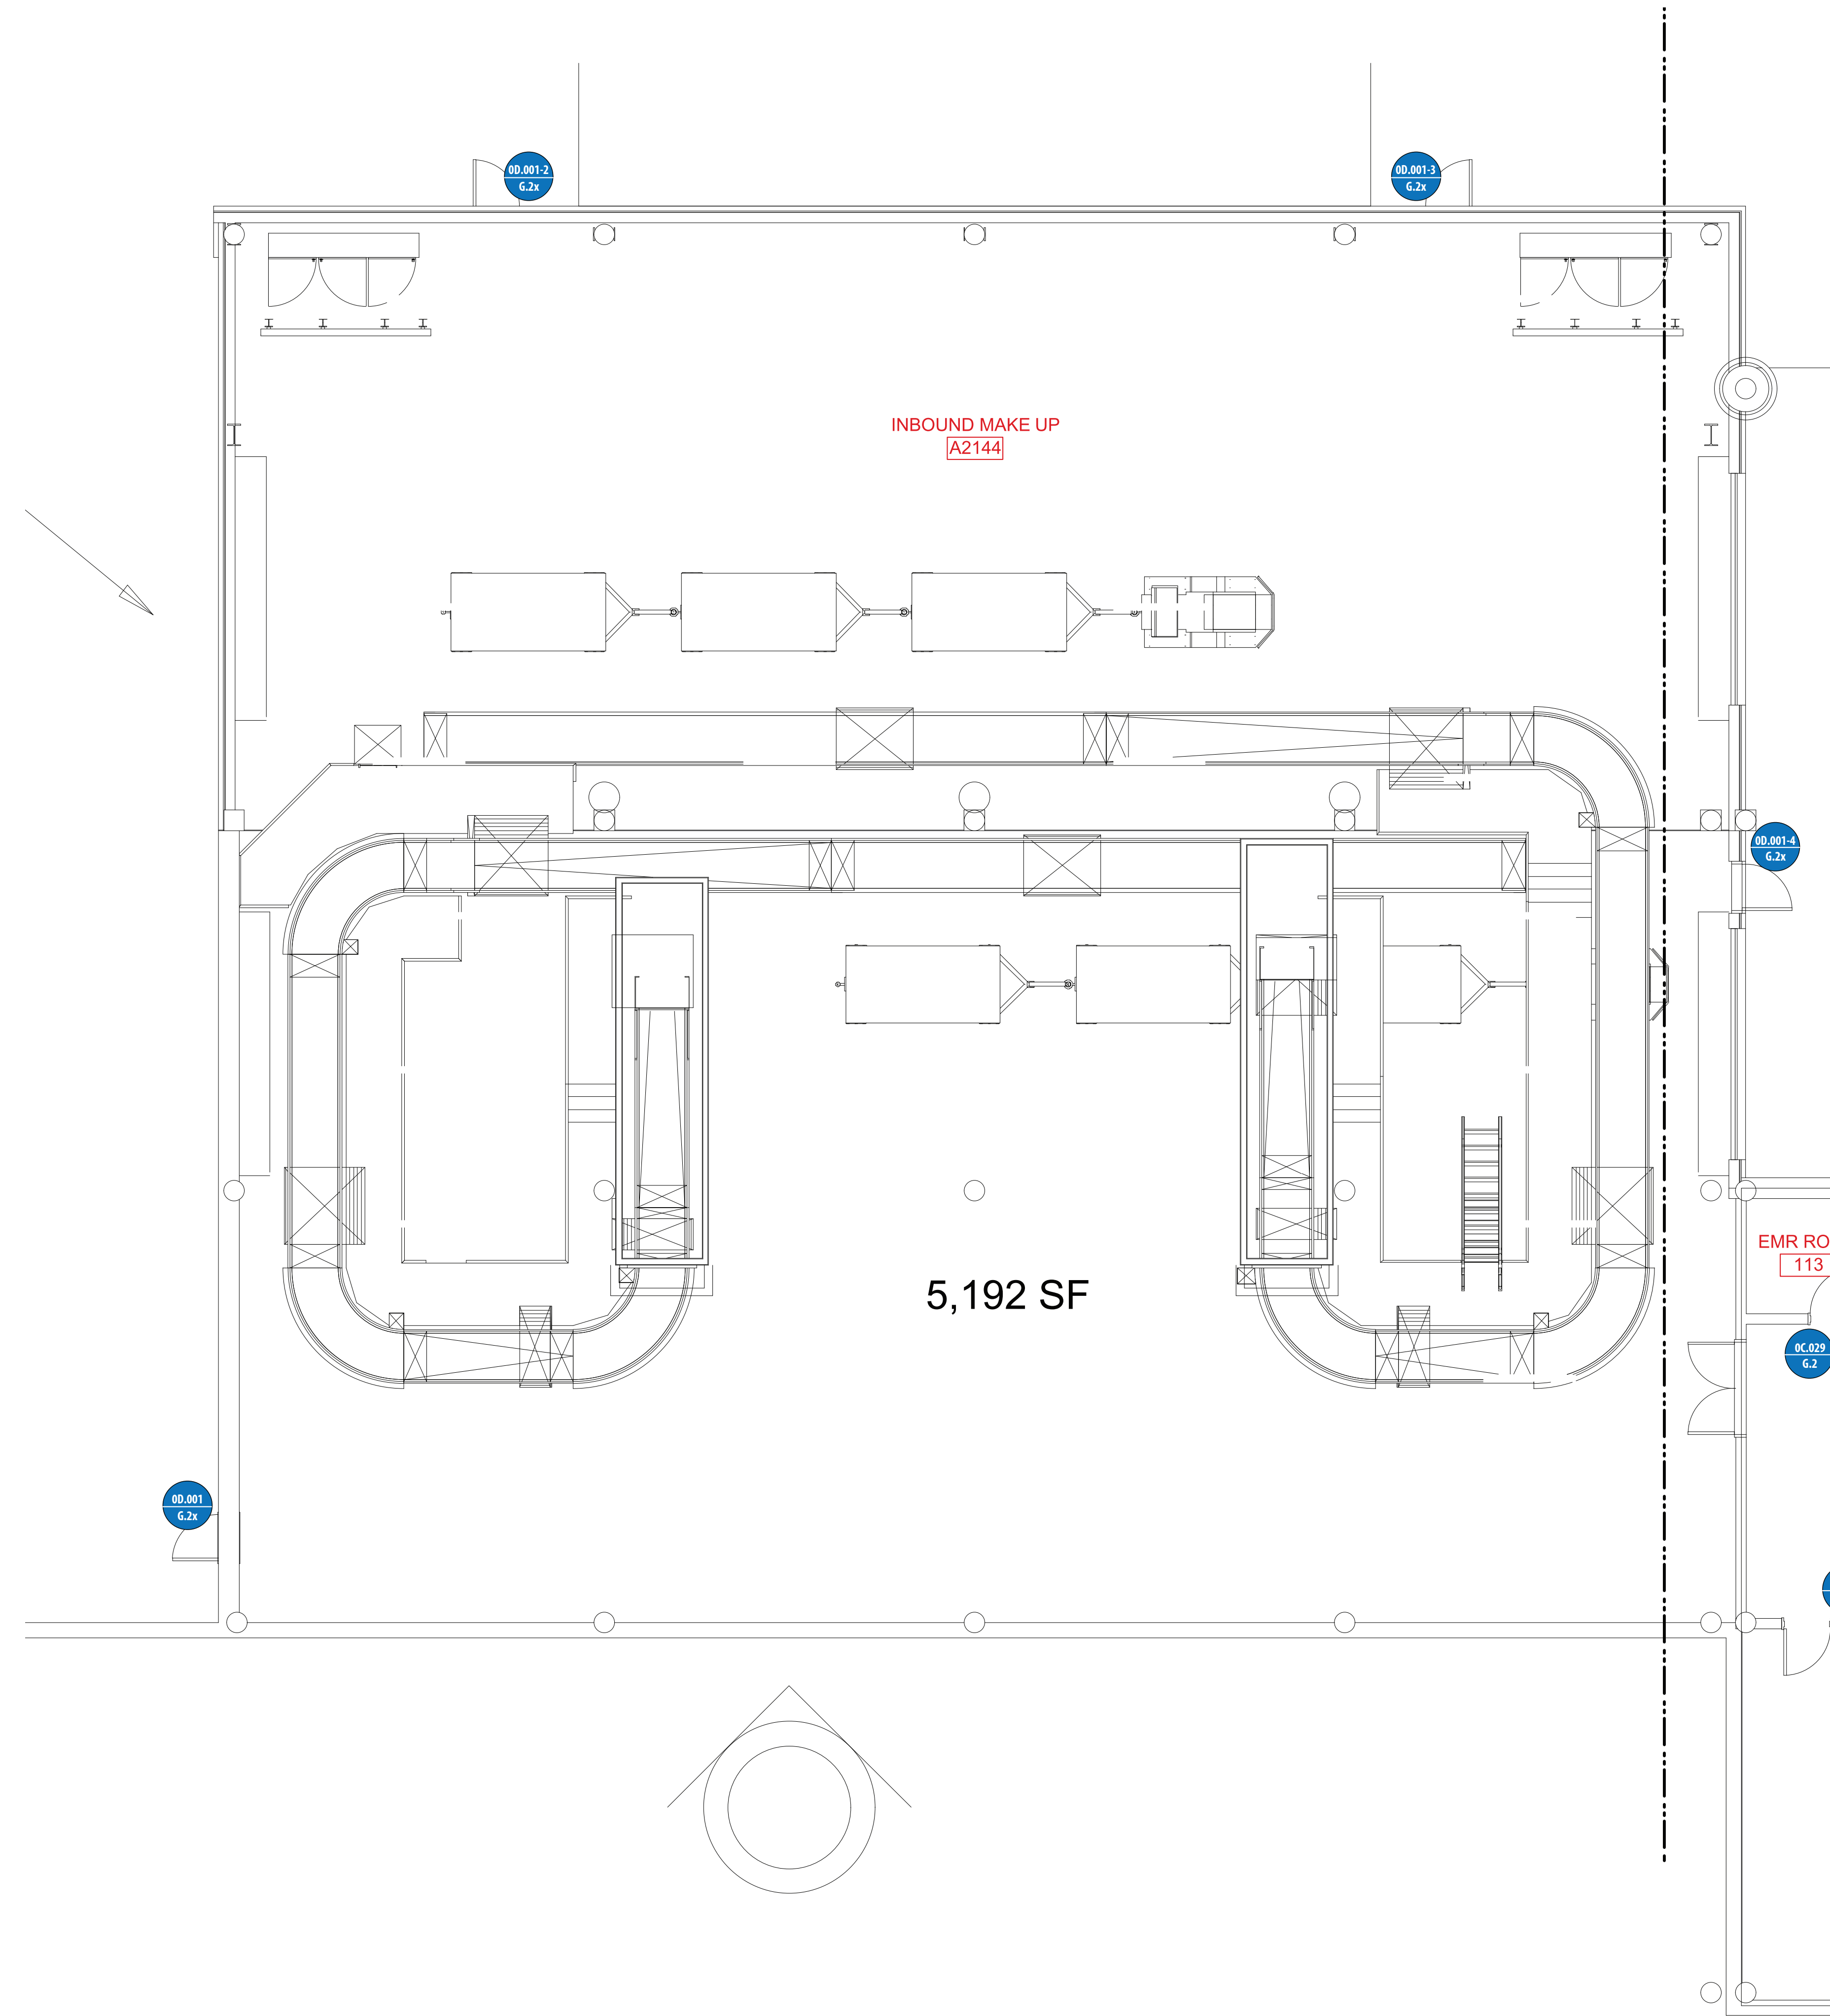 0D.001-2
G.2x
0D.001-3
G.2x
INBOUND MAKE UP
A2144
0D.001-4
G.2x
EMR RO
113
5,192 SF
0C.029
G.2
0D.001
G.2x